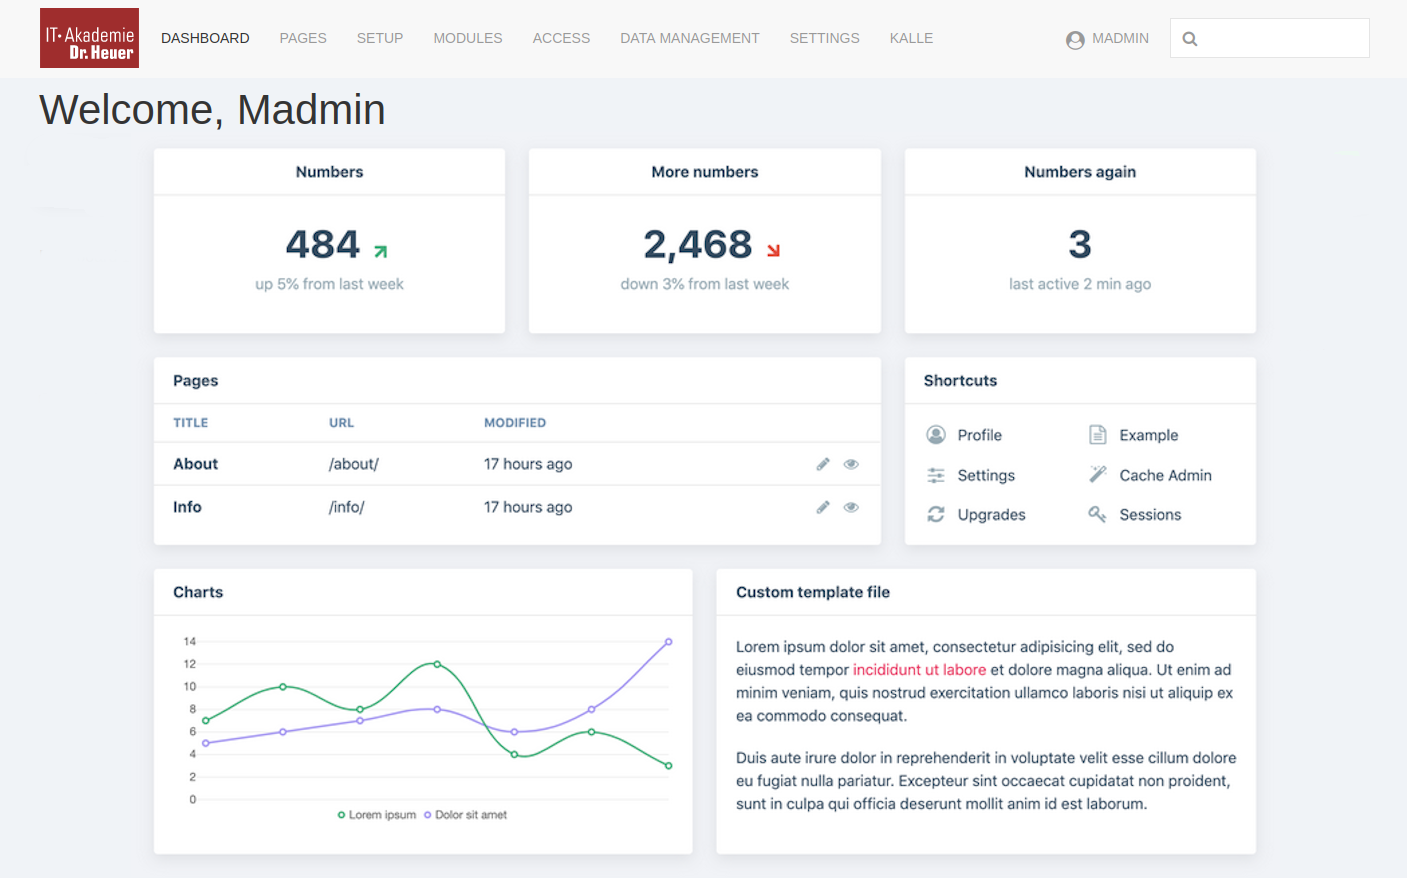 IT·Akademie
Dr.Heuer
DASHBOARD PAGES SETUP MODULES ACCESS DATA MANAGEMENT SETTINGS KALLE MADMIN
Welcome, Madmin
Numbers
484
up 5% from last week
More numbers
2,468
down 3% from last week
Numbers again
3
last active 2 min ago
Pages
TITLE URL MODIFIED
About /about/ 17 hours ago
Info /info/ 17 hours ago
Shortcuts
Profile Example
Settings Cache Admin
Upgrades Sessions
Charts
14
12
10
8
6
4
2
0
Lorem ipsum Dolor sit amet
Custom template file
Lorem ipsum dolor sit amet, consectetur adipisicing elit, sed do
eiusmod tempor incididunt ut labore et dolore magna aliqua. Ut enim ad
minim veniam, quis nostrud exercitation ullamco laboris nisi ut aliquip ex
ea commodo consequat.
Duis aute irure dolor in reprehenderit in voluptate velit esse cillum dolore
eu fugiat nulla pariatur. Excepteur sint occaecat cupidatat non proident,
sunt in culpa qui officia deserunt mollit anim id est laborum.